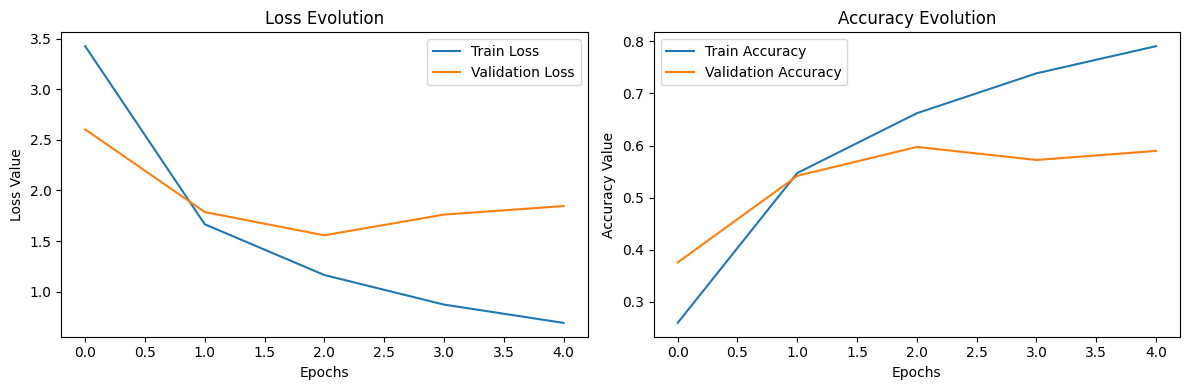 Loss Evolution
3.5
3.0
2.5
2.0
1.5
1.0
Loss Value
Train Loss
Validation Loss
0.0 0.5 1.0 1.5 2.0 2.5 3.0 3.5 4.0
Epochs
Accuracy Evolution
0.8
0.7
0.6
0.5
0.4
0.3
Accuracy Value
Train Accuracy
Validation Accuracy
0.0 0.5 1.0 1.5 2.0 2.5 3.0 3.5 4.0
Epochs